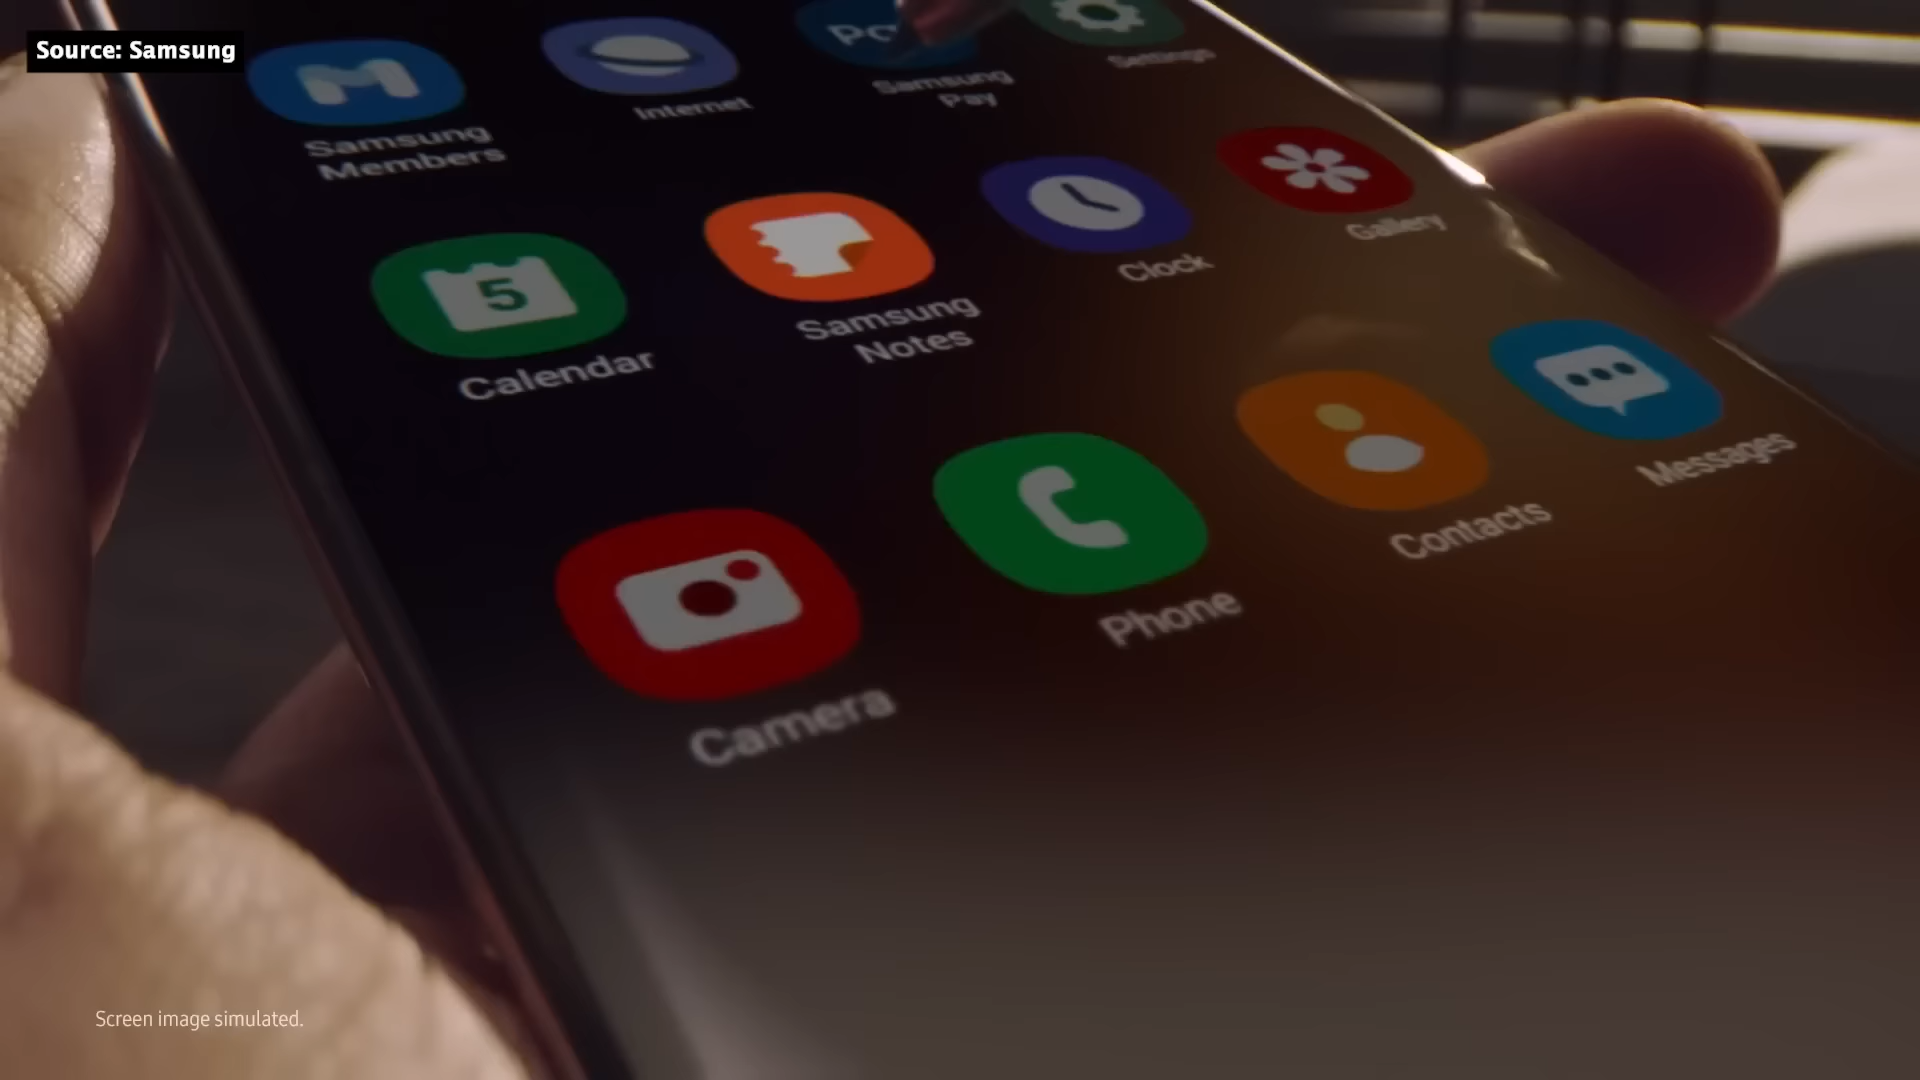 Source: Samsung
Samsung
Members
Internet
Samsung
Pay
Settings
5
Calendar
Samsung
Notes
Clock
Gallery
Camera
Phone
Contacts
Messages
Screen image simulated.